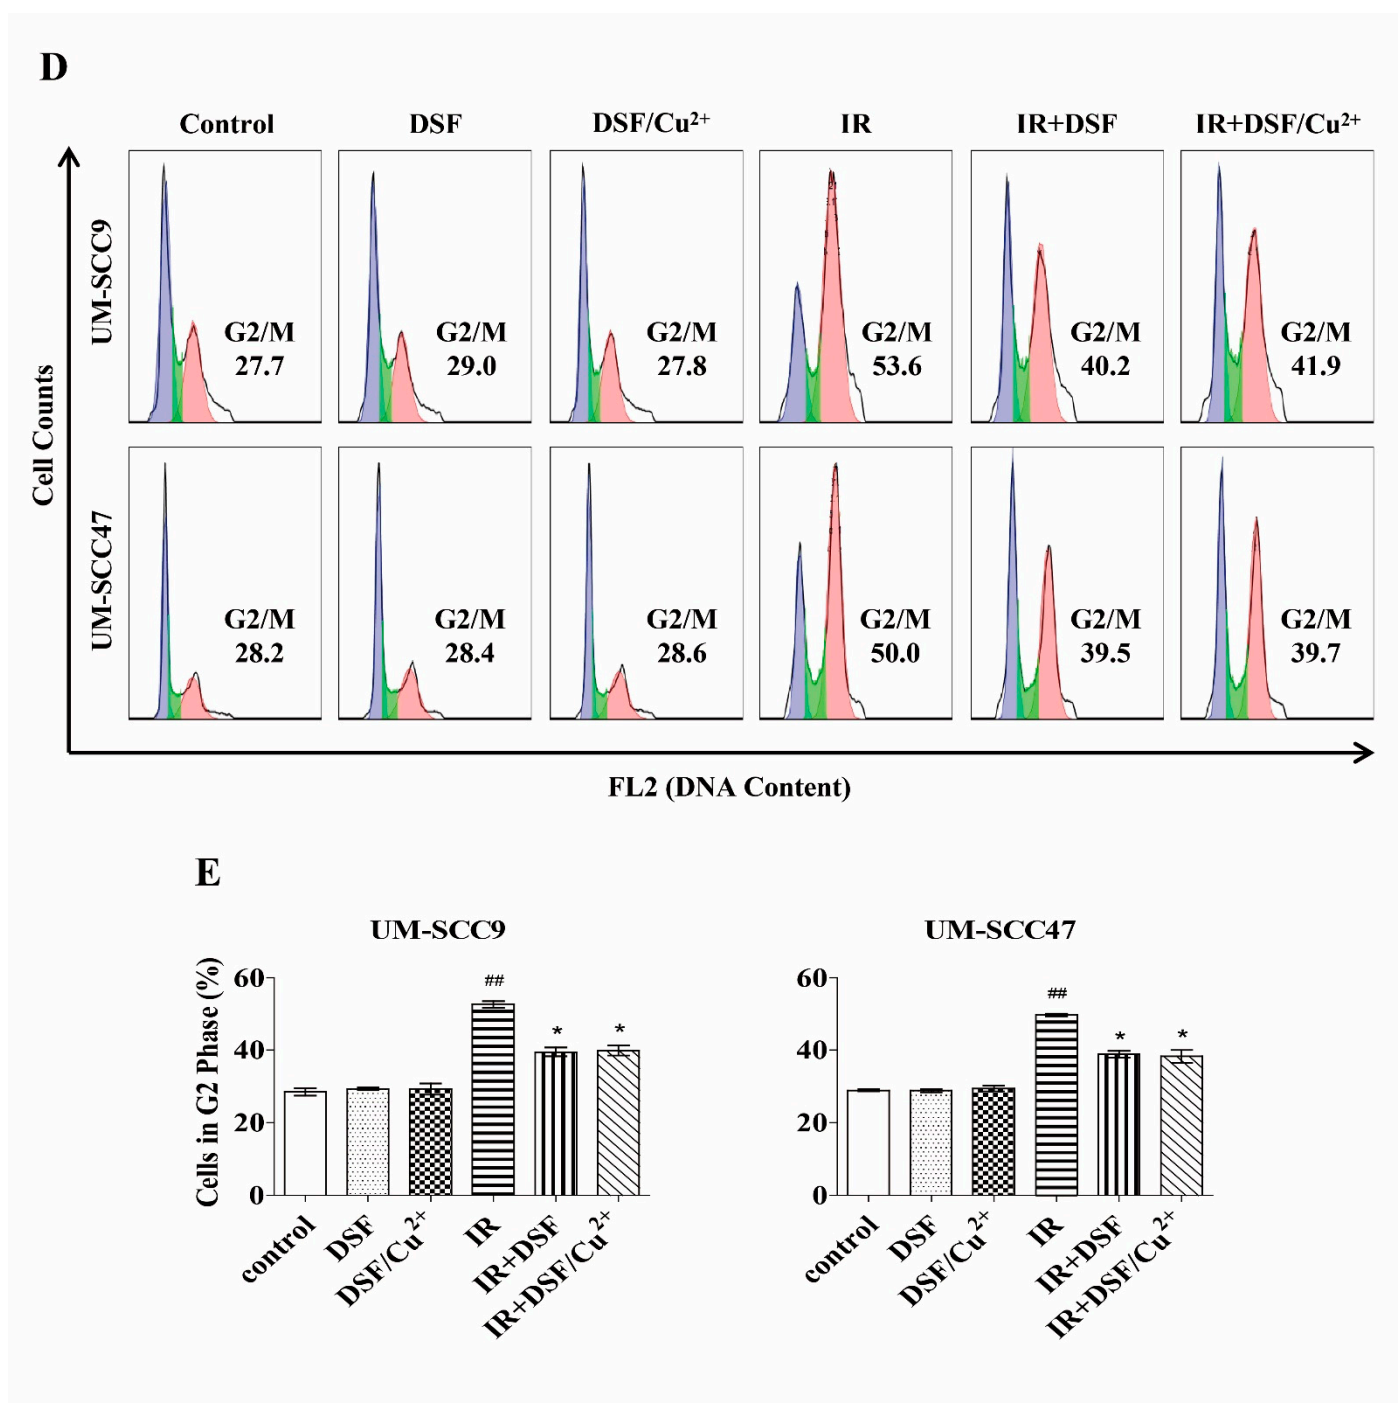 D
Control DSF DSF/Cu²⁺ IR IR+DSF IR+DSF/Cu²⁺
UM-SCC9
G2/M G2/M G2/M G2/M G2/M G2/M
27.7 29.0 27.8 53.6 40.2 41.9
Cell Counts
UM-SCC47
G2/M G2/M G2/M G2/M G2/M G2/M
28.2 28.4 28.6 50.0 39.5 39.7
FL2 (DNA Content)
E
UM-SCC9 UM-SCC47
Cells in G2 Phase (%)
60 ## 60 ##
40 * * 40 * *
20 20
0 0
control DSF DSF/Cu²⁺ IR IR+DSF IR+DSF/Cu²⁺
control DSF DSF/Cu²⁺ IR IR+DSF IR+DSF/Cu²⁺